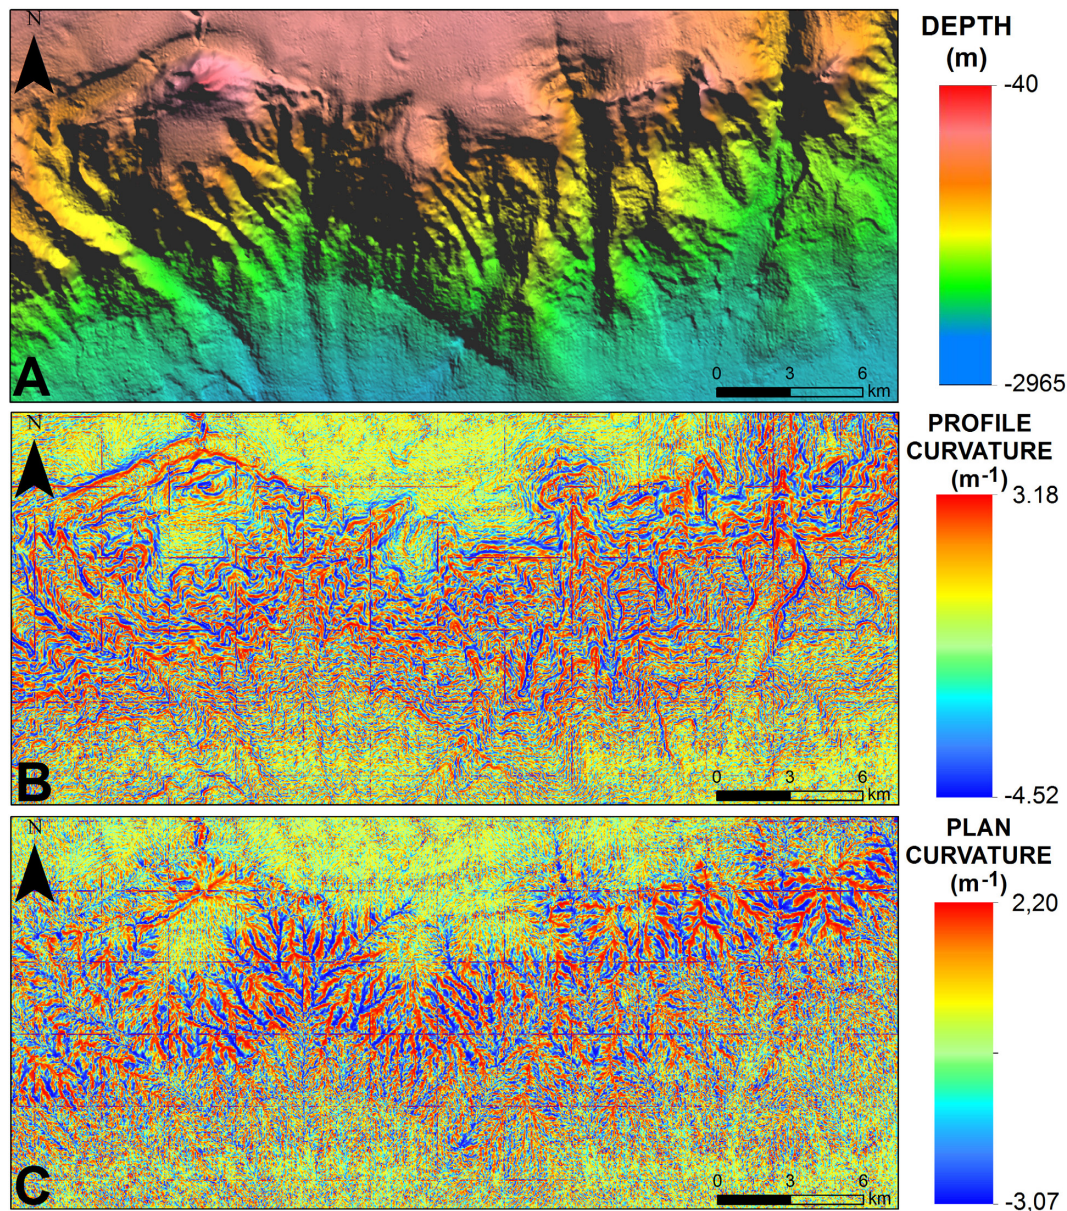 N
A
0 3 6
km
DEPTH
(m)
-40
-2965
N
B
0 3 6
km
PROFILE
CURVATURE
(m-1)
3.18
-4.52
N
C
0 3 6
km
PLAN
CURVATURE
(m-1)
2,20
-3,07